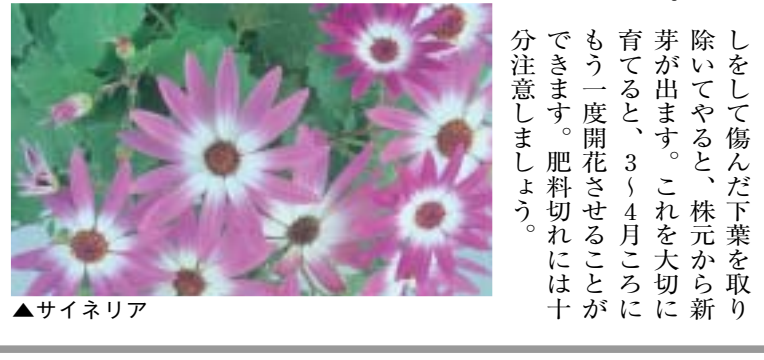 しをして傷んだ下葉を取り
除いてやると、株元から新
芽が出ます。これを大切に
育てると、3〜4月ころに
もう一度開花させることが
できます。肥料切れには十
分注意しましょう。
▲サイネリア